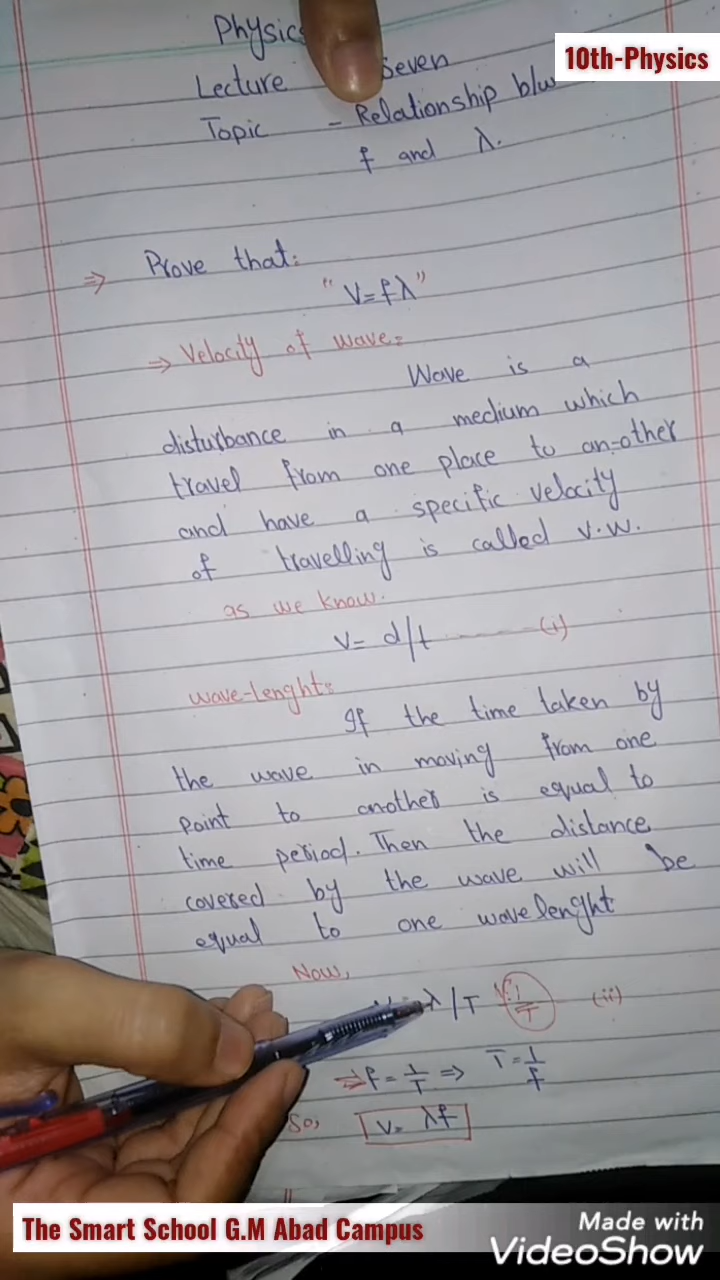 Physics
10th-Physics
Lecture Seven
Topic - Relationship b/w
f and λ.
⇒ Prove that:
"V=fλ"
⇒ Velocity of wave:
Wave is a
disturbance in a medium which
travel from one place to an-other
and have a specific velocity
of travelling is called v.w.
as we know.
V= d/t -------- (i)
wave-lenght:
If the time taken by
the wave in moving from one
point to another is equal to
time period. Then the distance
covered by the wave will be
equal to one wavelenght
Now,
λ/T (ii)
⇒ f = 1/T ⇒ T = 1/f
So, V= λf
The Smart School G.M Abad Campus
Made with
VideoShow